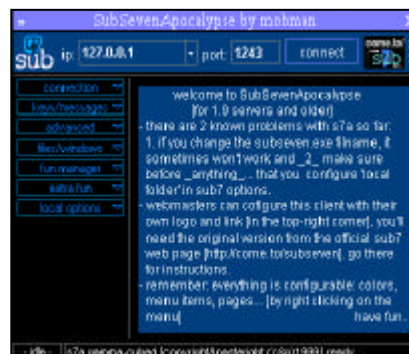 SubSevenApocalypse by mobman
sub ip: 127.0.0.1 port: 1243 connect
come to
s7b
connection
keys/messages
advanced
files/windows
fun manager
extra fun
local options
welcome to SubSevenApocalypse
[for 1.9 servers and older]
- there are 2 known problems with s7a so far:
1. if you change the subseven.exe filname, it
sometimes won't work and _2_ make sure
before _anything_... that you configure 'local
folder' in sub7 options.
- webmasters can cofigure this client with their
own logo and link [in the top-right corner]. you'll
need the original version from the official sub7
web page [http://come.to/subseven]. go there
for instructions.
- remember: everything is configurable: colors,
menu items, pages... [by right clicking on the
menu] have fun.
- idle - s7a